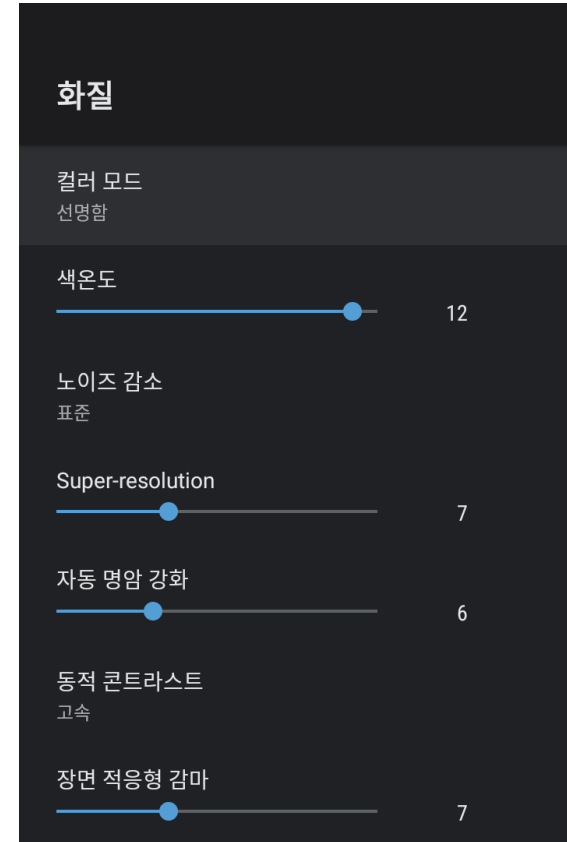 화질
컬러 모드
선명함
색온도
12
노이즈 감소
표준
Super-resolution
7
자동 명암 강화
6
동적 콘트라스트
고속
장면 적응형 감마
7